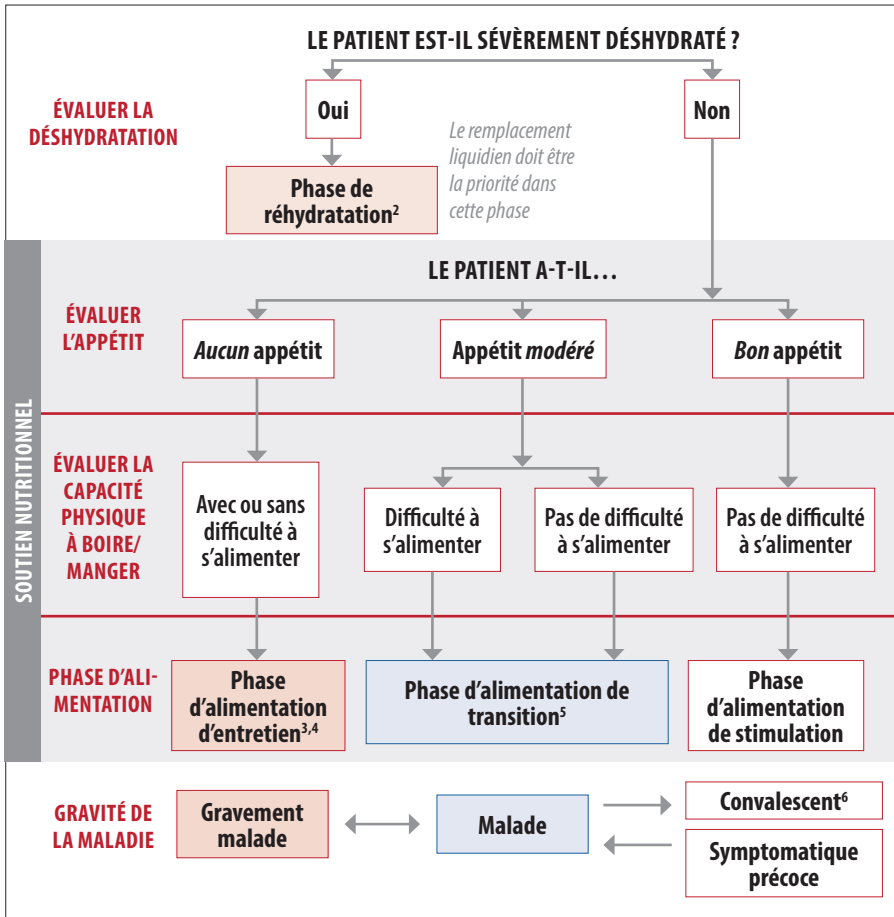 LE PATIENT EST-IL SÉVÈREMENT DÉSHYDRATÉ ?
ÉVALUER LA
DÉSHYDRATATION
Oui
Non
Le remplacement
liquidien doit être
la priorité dans
cette phase
Phase de
réhydratation²
SOUTIEN NUTRITIONNEL
LE PATIENT A-T-IL…
ÉVALUER
L’APPÉTIT
Aucun appétit
Appétit modéré
Bon appétit
ÉVALUER LA
CAPACITÉ
PHYSIQUE
À BOIRE/
MANGER
Avec ou sans
difficulté à
s’alimenter
Difficulté à
s’alimenter
Pas de difficulté
à s’alimenter
Pas de difficulté
à s’alimenter
PHASE D’ALI-
MENTATION
Phase
d’alimentation
d’entretien³,⁴
Phase d’alimentation de
transition⁵
Phase
d’alimentation
de stimulation
GRAVITÉ DE
LA MALADIE
Gravement
malade
Malade
Convalescent⁶
Symptomatique
précoce